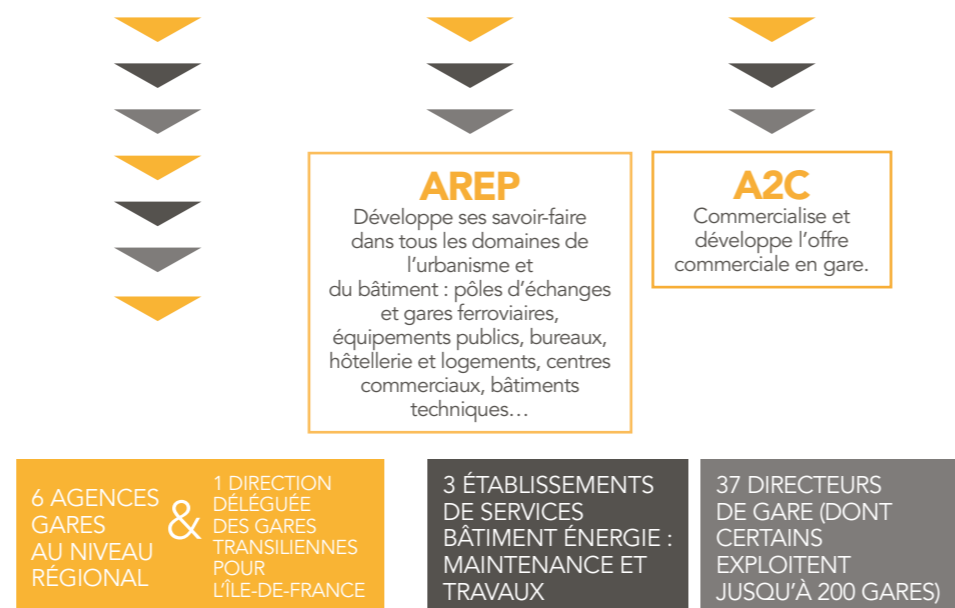 AREP
Développe ses savoir-faire
dans tous les domaines de
l’urbanisme et
du bâtiment : pôles d’échanges
et gares ferroviaires,
équipements publics, bureaux,
hôtellerie et logements, centres
commerciaux, bâtiments
techniques…
A2C
Commercialise et
développe l’offre
commerciale en gare.
6 AGENCES
GARES
AU NIVEAU
RÉGIONAL
&
1 DIRECTION
DÉLÉGUÉE
DES GARES
TRANSILIENNES
POUR
L’ÎLE-DE-FRANCE
3 ÉTABLISSEMENTS
DE SERVICES
BÂTIMENT ÉNERGIE :
MAINTENANCE ET
TRAVAUX
37 DIRECTEURS
DE GARE (DONT
CERTAINS
EXPLOITENT
JUSQU’À 200 GARES)